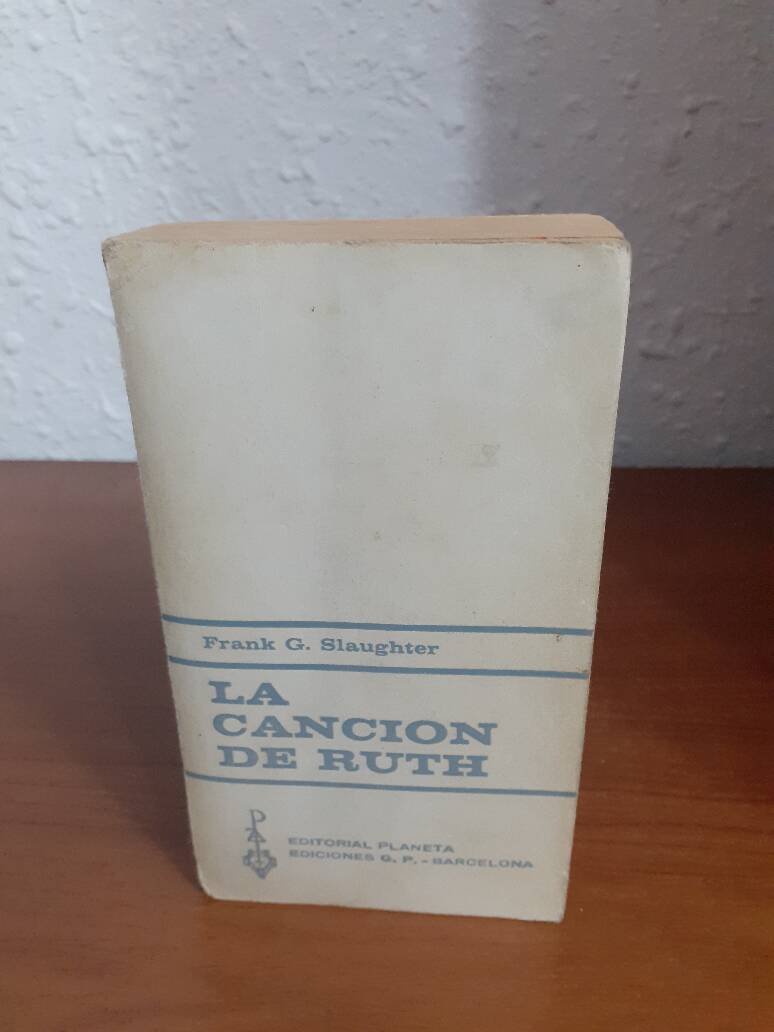 Frank G. Slaughter
LA
CANCION
DE RUTH
EDITORIAL PLANETA
EDICIONES G. P. - BARCELONA